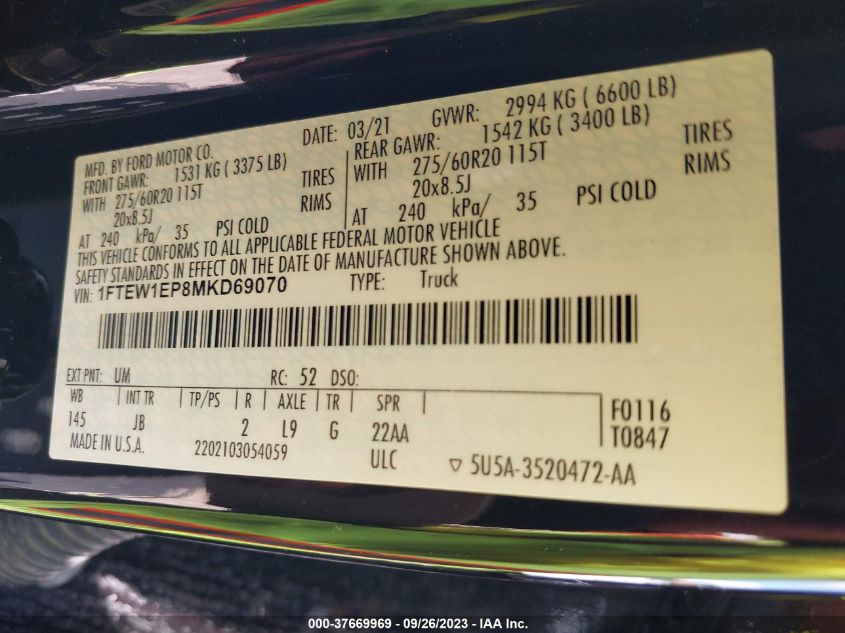 MFD. BY FORD MOTOR CO.
DATE: 03/21
GVWR: 2994 KG ( 6600 LB)
FRONT GAWR: 1531 KG ( 3375 LB)
REAR GAWR: 1542 KG ( 3400 LB)
WITH 275/60R20 115T TIRES
WITH 275/60R20 115T TIRES
20x8.5J RIMS
20x8.5J RIMS
AT 240 kPa/ 35 PSI COLD
AT 240 kPa/ 35 PSI COLD
THIS VEHICLE CONFORMS TO ALL APPLICABLE FEDERAL MOTOR VEHICLE
SAFETY STANDARDS IN EFFECT ON THE DATE OF MANUFACTURE SHOWN ABOVE.
VIN: 1FTEW1EP8MKD69070 TYPE: Truck
EXT PNT: UM RC: 52 DSO:
WB INT TR TP/PS R AXLE TR SPR
145 JB 2 L9 G 22AA
F0116
T0847
MADE IN U.S.A. 2202103054059 ULC ▽ 5U5A-3520472-AA
000-37669969 - 09/26/2023 - IAA Inc.